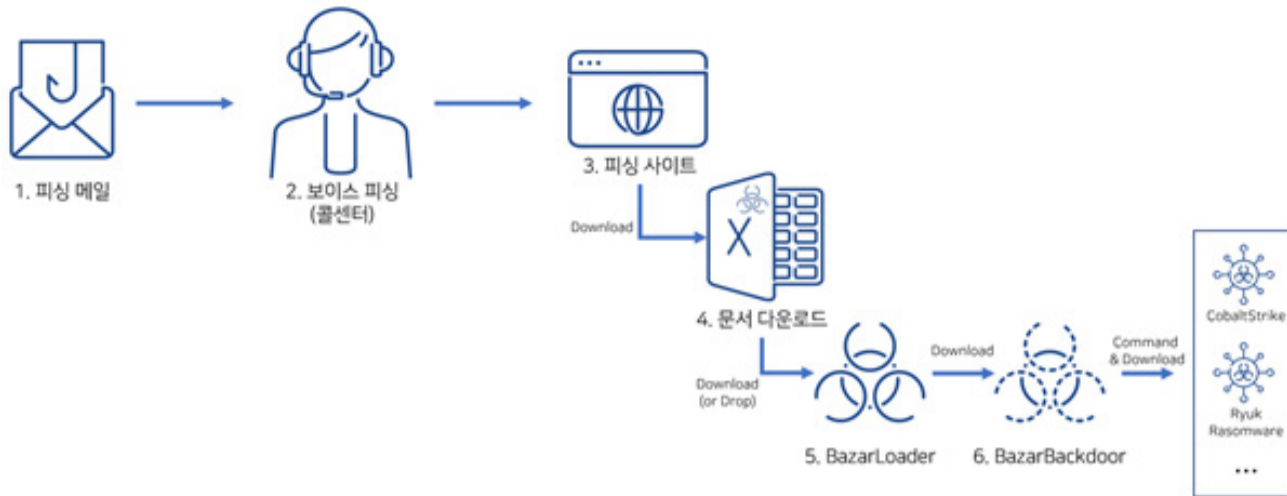 1. 피싱 메일
2. 보이스 피싱
(콜센터)
3. 피싱 사이트
Download
X
4. 문서 다운로드
Download
(or Drop)
5. BazarLoader
Download
6. BazarBackdoor
Command
& Download
CobaltStrike
Ryuk
Rasomware
...